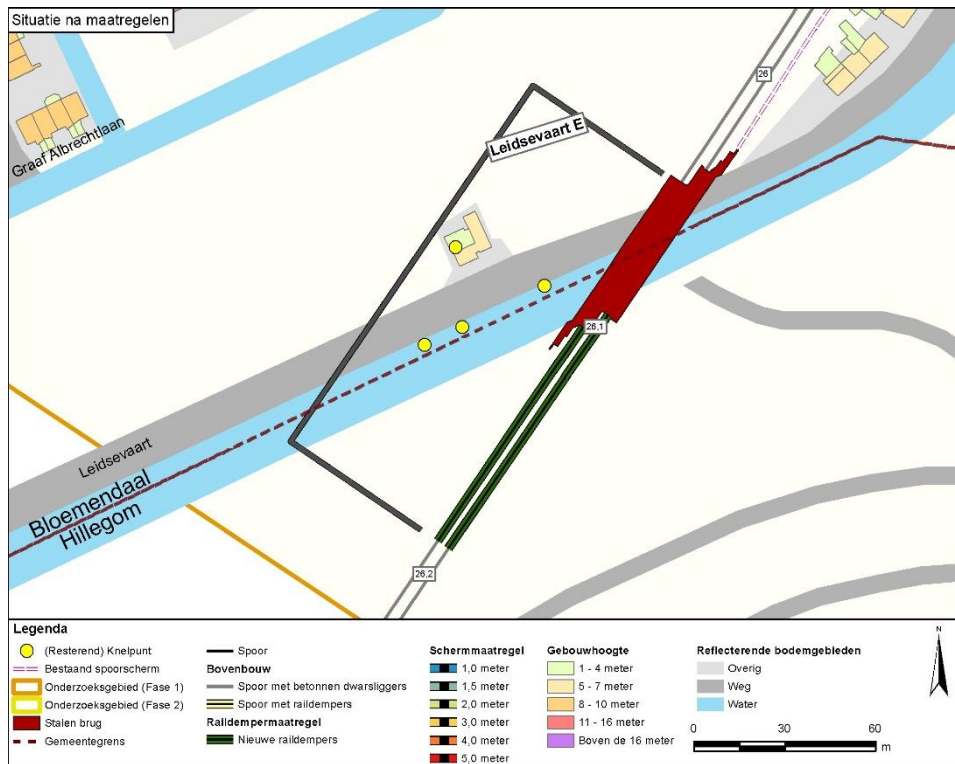 Situatie na maatregelen
26
Leidsevaart E
Graaf Albrechtlaan
26,1
Leidsevaart
Bloemendaal
Hillegom
26,2
Legenda
(Resterend) Knelpunt
Bestaand spoorscherm
Onderzoeksgebied (Fase 1)
Onderzoeksgebied (Fase 2)
Stalen brug
Gemeentegrens
Spoor
Bovenbouw
Spoor met betonnen dwarsliggers
Spoor met raildempers
Raildempermaatregel
Nieuwe raildempers
Schermmaatregel
1,0 meter
1,5 meter
2,0 meter
3,0 meter
4,0 meter
5,0 meter
Gebouwhoogte
1 - 4 meter
5 - 7 meter
8 - 10 meter
11 - 16 meter
Boven de 16 meter
Reflecterende bodemgebieden
Overig
Weg
Water
N
0 30 60
m